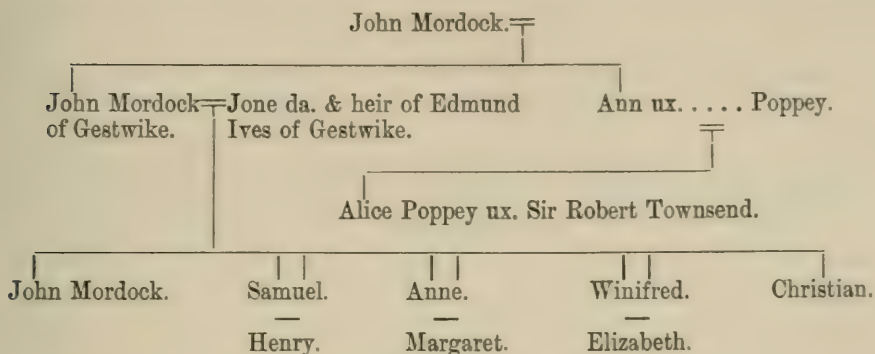 John Mordock.
John Mordock Jone da. & heir of Edmund Ann ux. . . . . Poppey.
of Gestwike. Ives of Gestwike.
Alice Poppey ux. Sir Robert Townsend.
John Mordock. Samuel. Anne. Winifred. Christian.
Henry. Margaret. Elizabeth.